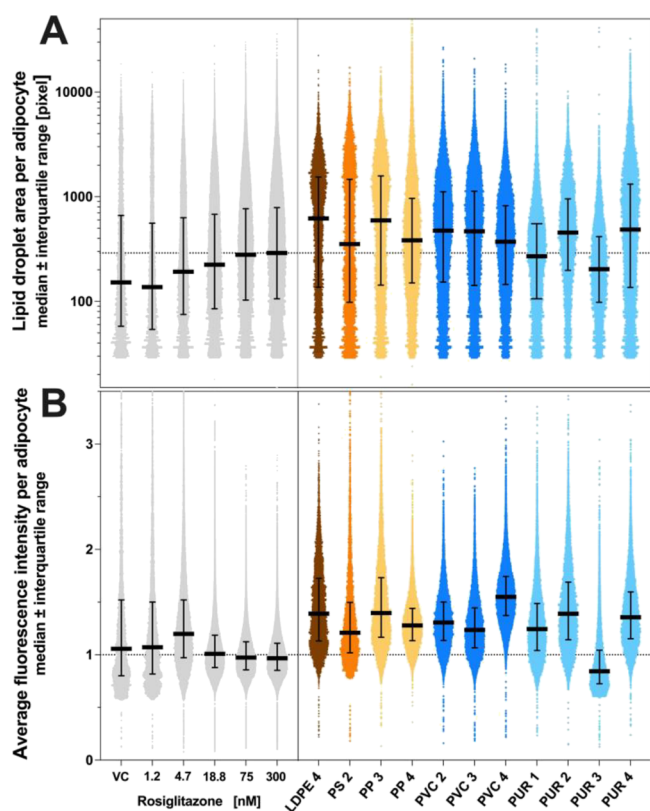 A
Lipid droplet area per adipocyte
median ± interquartile range [pixel]
10000
1000
100
B
Average fluorescence intensity per adipocyte
median ± interquartile range
3
2
1
0
VC 1.2 4.7 18.8 75 300
Rosiglitazone [nM]
LDPE 4 PS 2 PP 3 PP 4 PVC 2 PVC 3 PVC 4 PUR 1 PUR 2 PUR 3 PUR 4